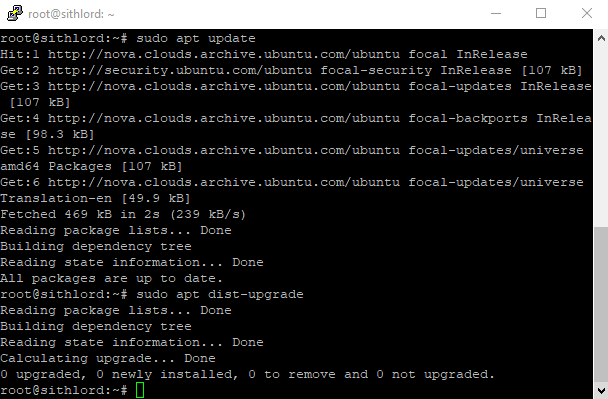 root@sithlord: ~
root@sithlord:~# sudo apt update
Hit:1 http://nova.clouds.archive.ubuntu.com/ubuntu focal InRelease
Get:2 http://security.ubuntu.com/ubuntu focal-security InRelease [107 kB]
Get:3 http://nova.clouds.archive.ubuntu.com/ubuntu focal-updates InRelease
 [107 kB]
Get:4 http://nova.clouds.archive.ubuntu.com/ubuntu focal-backports InRelea
se [98.3 kB]
Get:5 http://nova.clouds.archive.ubuntu.com/ubuntu focal-updates/universe
amd64 Packages [107 kB]
Get:6 http://nova.clouds.archive.ubuntu.com/ubuntu focal-updates/universe
Translation-en [49.9 kB]
Fetched 469 kB in 2s (239 kB/s)
Reading package lists... Done
Building dependency tree
Reading state information... Done
All packages are up to date.
root@sithlord:~# sudo apt dist-upgrade
Reading package lists... Done
Building dependency tree
Reading state information... Done
Calculating upgrade... Done
0 upgraded, 0 newly installed, 0 to remove and 0 not upgraded.
root@sithlord:~#